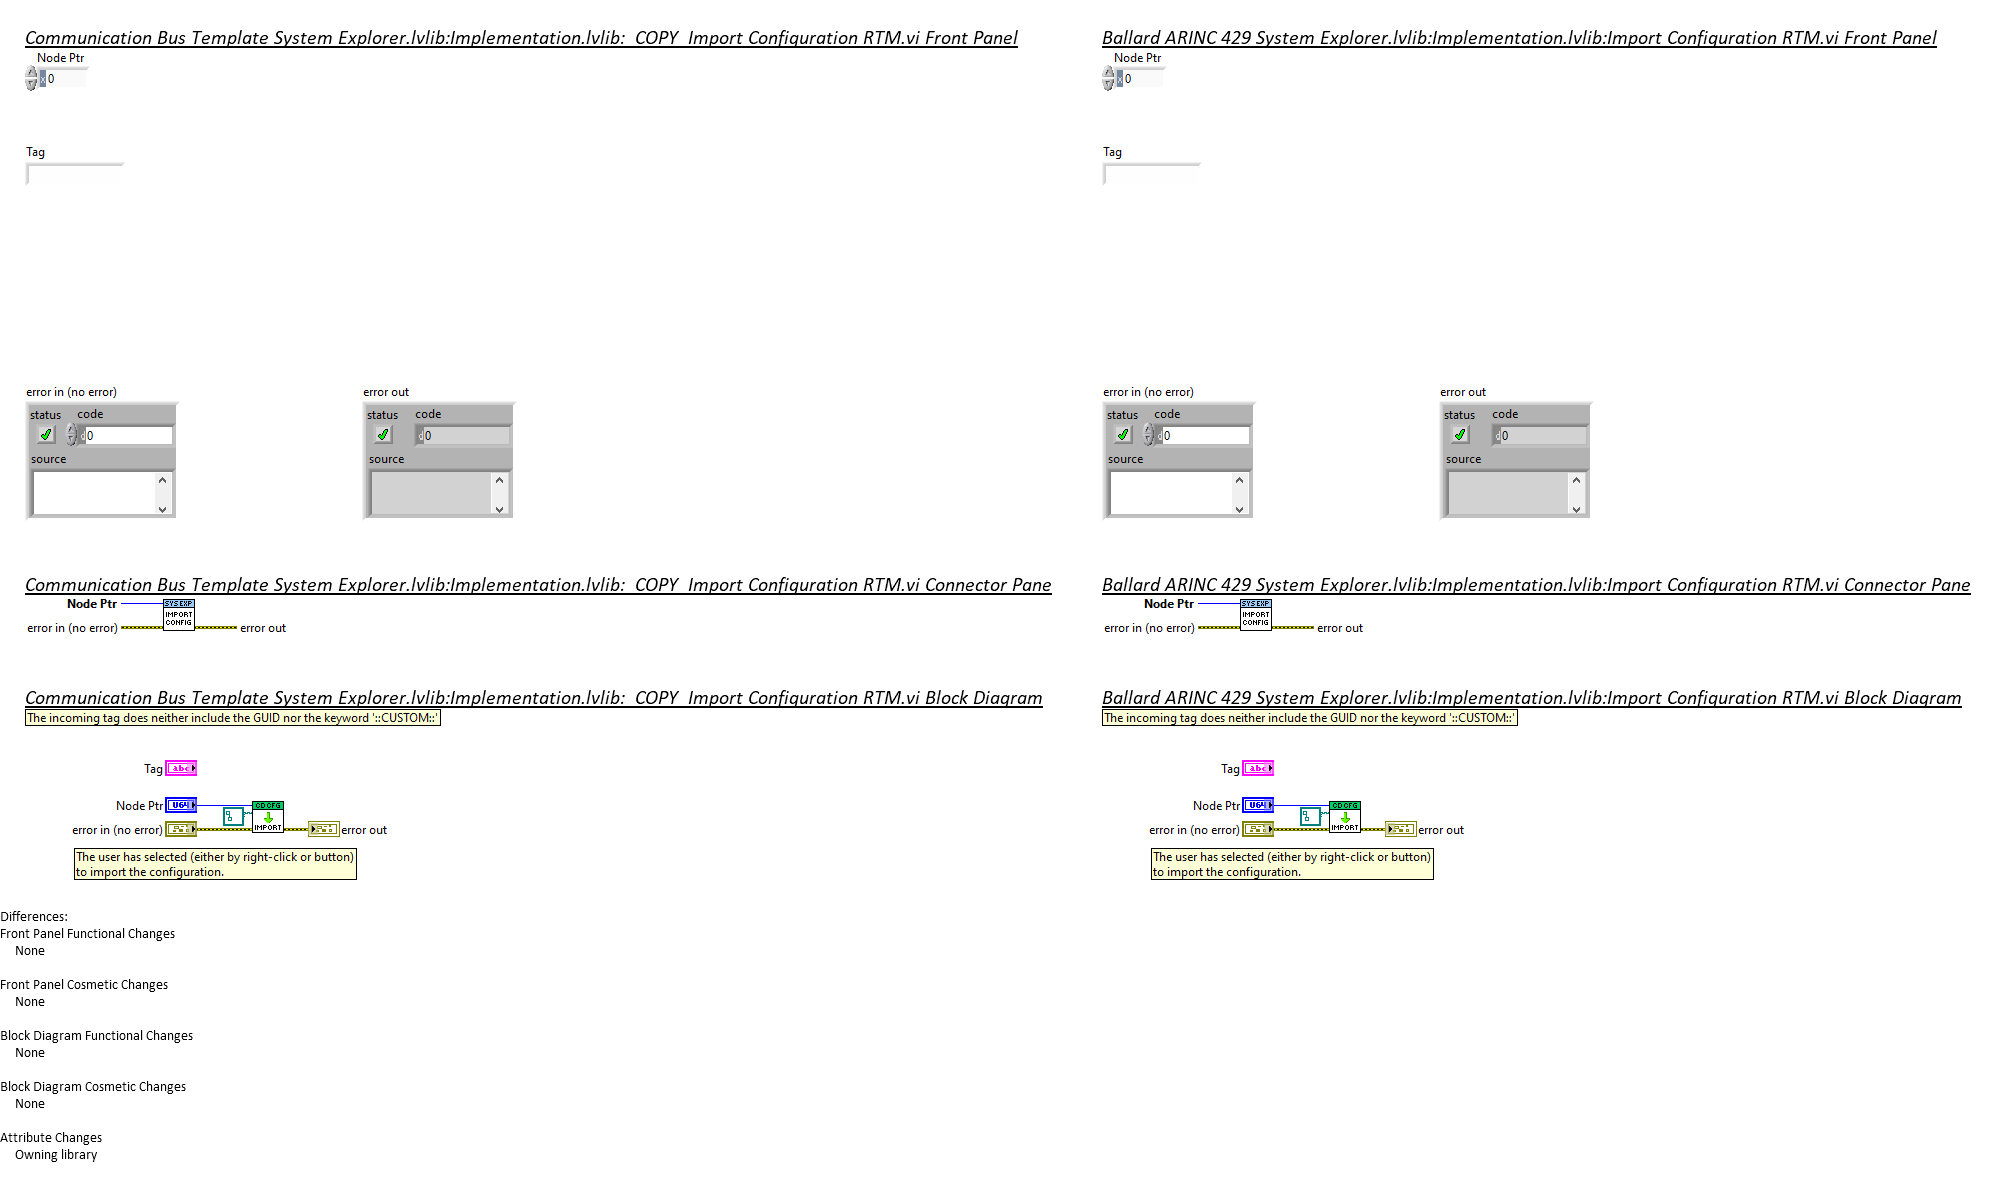 Communication Bus Template System Explorer.lvlib:Implementation.lvlib:  COPY  Import Configuration RTM.vi Front Panel
Node Ptr
x 0
Tag
error in (no error)
error out
status code
d 0
source
status code
d 0
source
Communication Bus Template System Explorer.lvlib:Implementation.lvlib:  COPY  Import Configuration RTM.vi Connector Pane
Node Ptr
SYS EXP
IMPORT
CONFIG
error in (no error)
error out
Communication Bus Template System Explorer.lvlib:Implementation.lvlib:  COPY  Import Configuration RTM.vi Block Diagram
The incoming tag does neither include the GUID nor the keyword '::CUSTOM::'
Tag
abc
Node Ptr
U64
CD CFG
IMPORT
error in (no error)
error out
The user has selected (either by right-click or button)
to import the configuration.
Ballard ARINC 429 System Explorer.lvlib:Implementation.lvlib:Import Configuration RTM.vi Front Panel
Node Ptr
x 0
Tag
error in (no error)
error out
status code
d 0
source
status code
d 0
source
Ballard ARINC 429 System Explorer.lvlib:Implementation.lvlib:Import Configuration RTM.vi Connector Pane
Node Ptr
SYS EXP
IMPORT
CONFIG
error in (no error)
error out
Ballard ARINC 429 System Explorer.lvlib:Implementation.lvlib:Import Configuration RTM.vi Block Diagram
The incoming tag does neither include the GUID nor the keyword '::CUSTOM::'
Tag
abc
Node Ptr
U64
CD CFG
IMPORT
error in (no error)
error out
The user has selected (either by right-click or button)
to import the configuration.
Differences:
Front Panel Functional Changes
None
Front Panel Cosmetic Changes
None
Block Diagram Functional Changes
None
Block Diagram Cosmetic Changes
None
Attribute Changes
Owning library